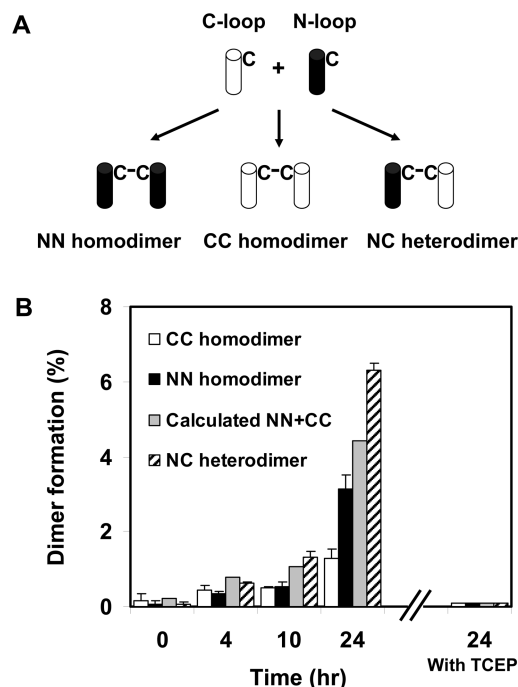 A
C-loop N-loop
C + C
C-C C-C C-C
NN homodimer CC homodimer NC heterodimer
B
Dimer formation (%)
8
6
4
2
0
CC homodimer
NN homodimer
Calculated NN+CC
NC heterodimer
0 4 10 24 24
With TCEP
Time (hr)